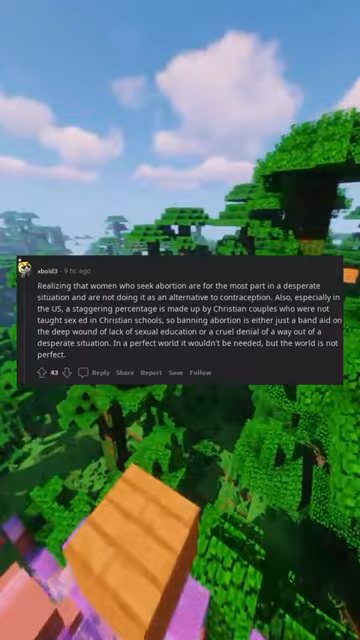 xbold3 · 9 hr. ago
Realizing that women who seek abortion are for the most part in a desperate
situation and are not doing it as an alternative to contraception. Also, especially in
the US, a staggering percentage is made up by Christian couples who were not
taught sex ed in Christian schools, so banning abortion is either just a band aid on
the deep wound of lack of sexual education or a cruel denial of a way out of a
desperate situation. In a perfect world it wouldn't be needed, but the world is not
perfect.
43 Reply Share Report Save Follow